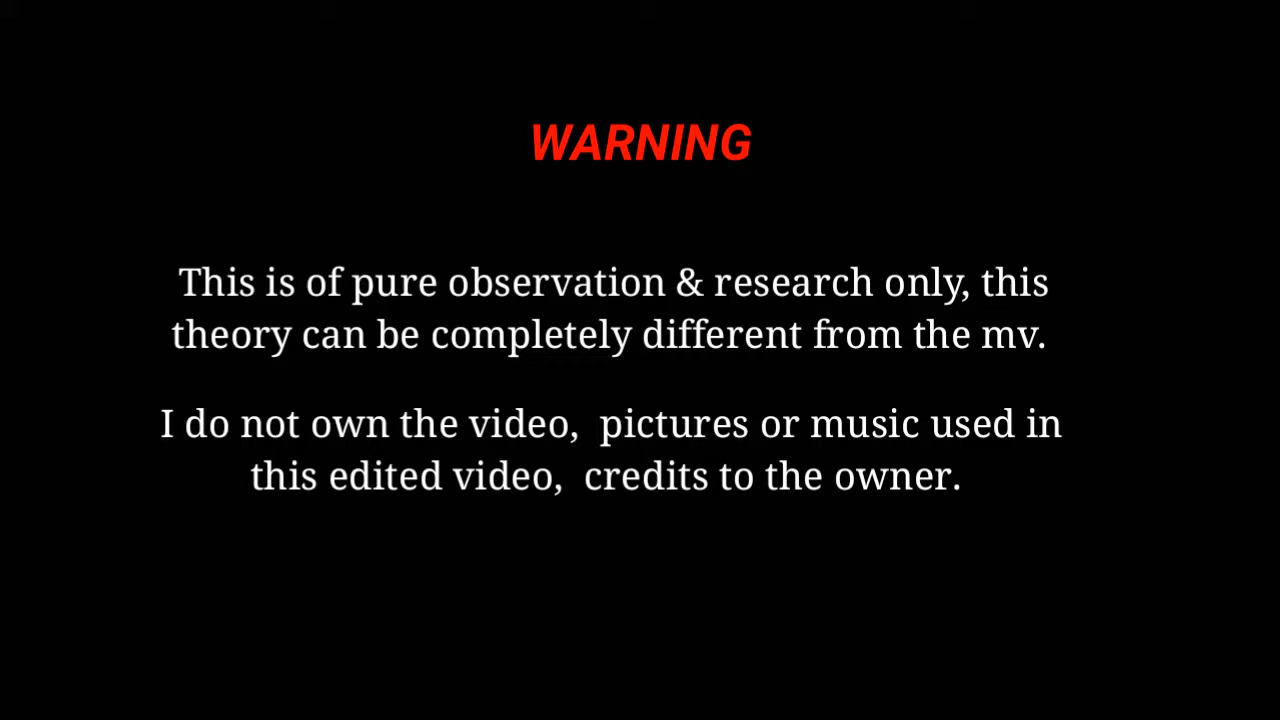 WARNING
This is of pure observation & research only, this
theory can be completely different from the mv.
I do not own the video,  pictures or music used in
this edited video,  credits to the owner.